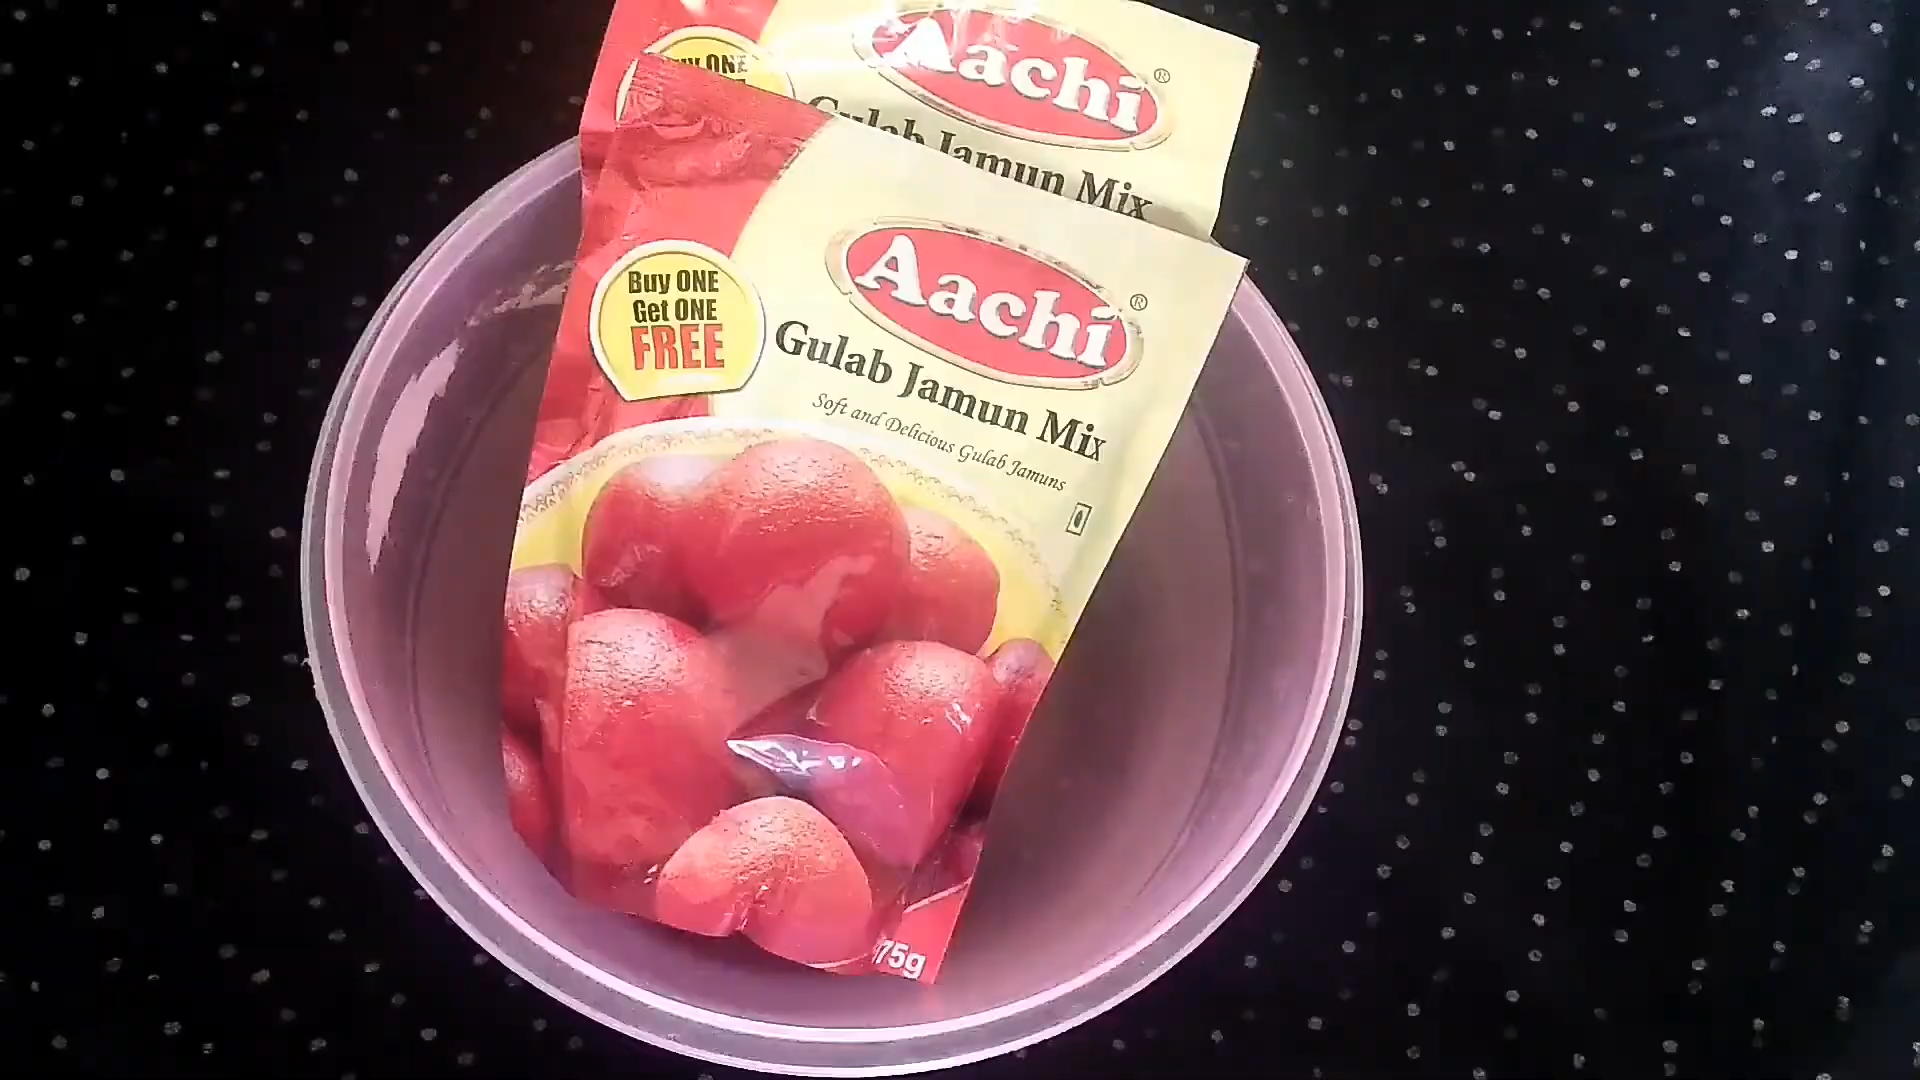 ONE
Aachi®
Gulab Jamun Mix
Buy ONE
Get ONE
FREE
Aachi®
Gulab Jamun Mix
Soft and Delicious Gulab Jamuns
75g